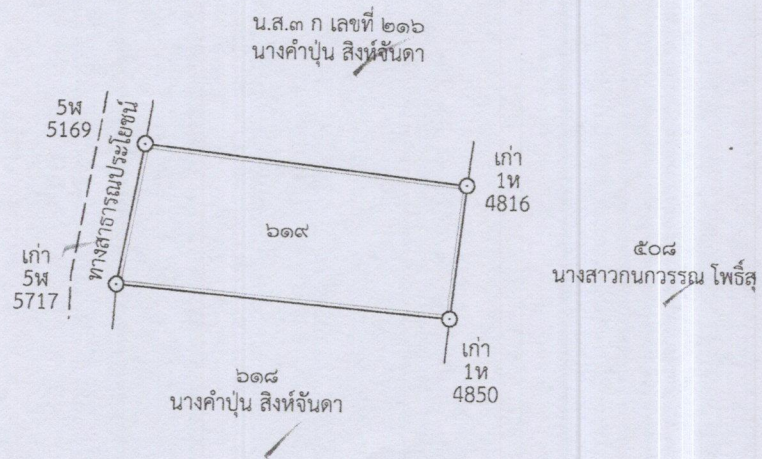 น.ส.๓ ก เลขที่ ๒๑๖
นางคำปุ่น สิงห์จันดา
5ฬ
5169
ทางสาธารณประโยชน์
เก่า
1ห
4816
๖๑๙
๕๐๘
นางสาวกนกวรรณ โพธิ์สุ
เก่า
5ฬ
5717
เก่า
1ห
4850
๖๑๘
นางคำปุ่น สิงห์จันดา